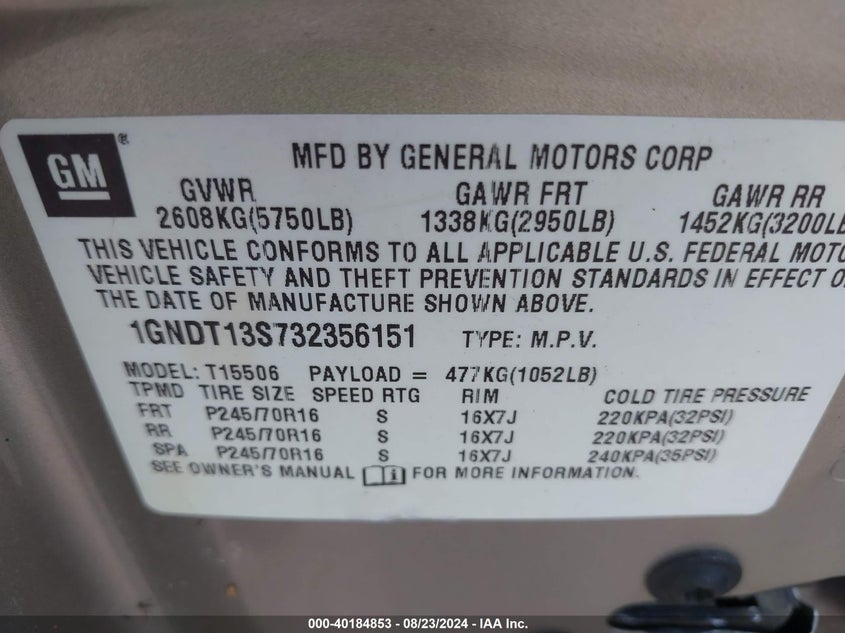 GM®
MFD BY GENERAL MOTORS CORP
GVWR GAWR FRT GAWR RR
2608KG(5750LB) 1338KG(2950LB) 1452KG(3200LB
THIS VEHICLE CONFORMS TO ALL APPLICABLE U.S. FEDERAL MOTO
VEHICLE SAFETY AND THEFT PREVENTION STANDARDS IN EFFECT O
THE DATE OF MANUFACTURE SHOWN ABOVE.
1GNDT13S732356151 TYPE: M.P.V.
MODEL: T15506 PAYLOAD = 477KG(1052LB)
TPMD TIRE SIZE SPEED RTG RIM COLD TIRE PRESSURE
FRT P245/70R16 S 16X7J 220KPA(32PSI)
RR P245/70R16 S 16X7J 220KPA(32PSI)
SPA P245/70R16 S 16X7J 240KPA(35PSI)
SEE OWNER'S MANUAL FOR MORE INFORMATION.
000-40184853 - 08/23/2024 - IAA Inc.